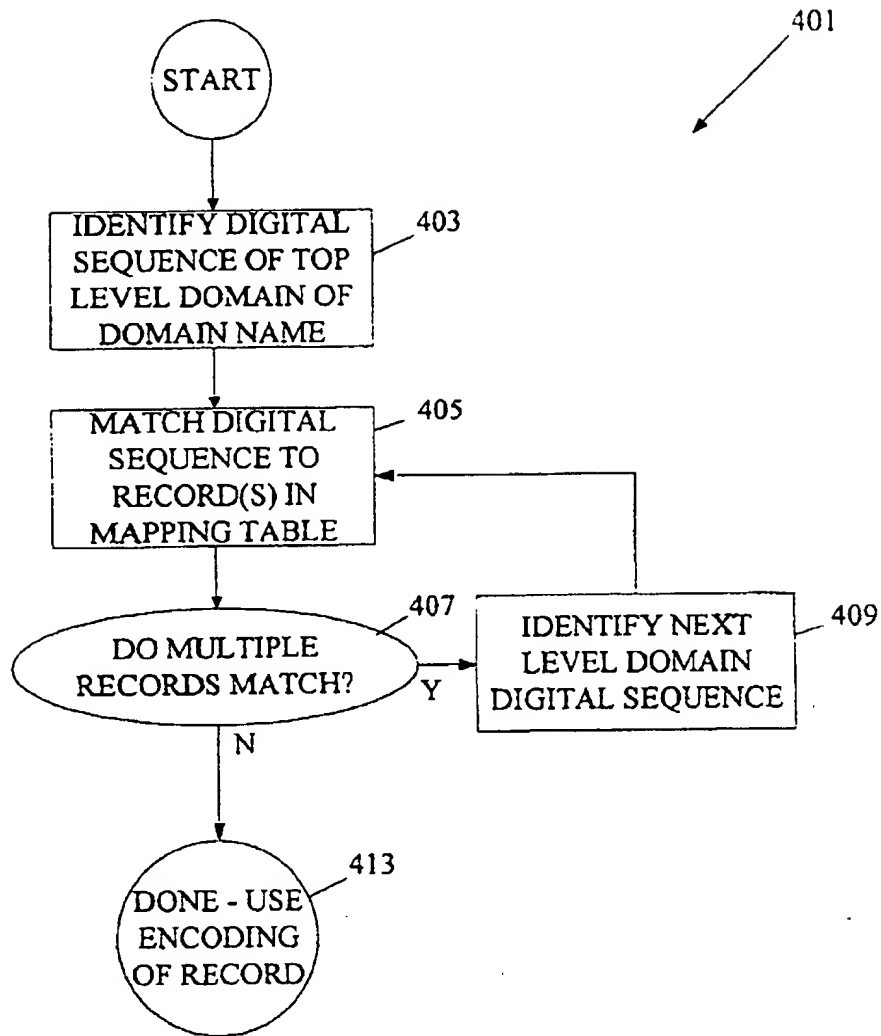 401
START
IDENTIFY DIGITAL
SEQUENCE OF TOP
LEVEL DOMAIN OF
DOMAIN NAME
403
MATCH DIGITAL
SEQUENCE TO
RECORD(S) IN
MAPPING TABLE
405
DO MULTIPLE
RECORDS MATCH?
407
Y
N
IDENTIFY NEXT
LEVEL DOMAIN
DIGITAL SEQUENCE
409
DONE - USE
ENCODING
OF RECORD
413